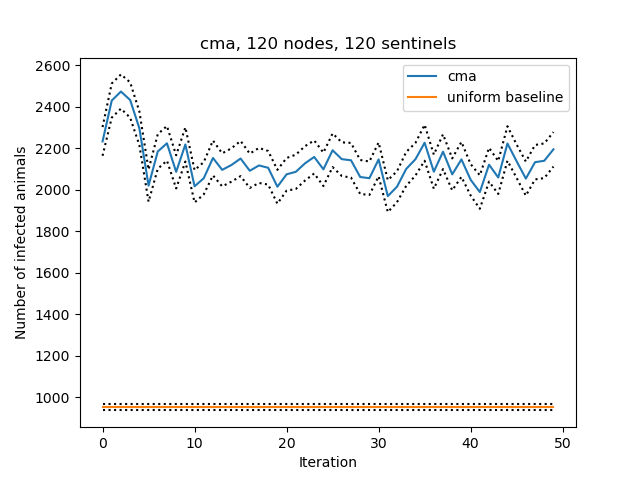 cma, 120 nodes, 120 sentinels
2600
2400
2200
2000
1800
1600
1400
1200
1000
Number of infected animals
cma
uniform baseline
0 10 20 30 40 50
Iteration